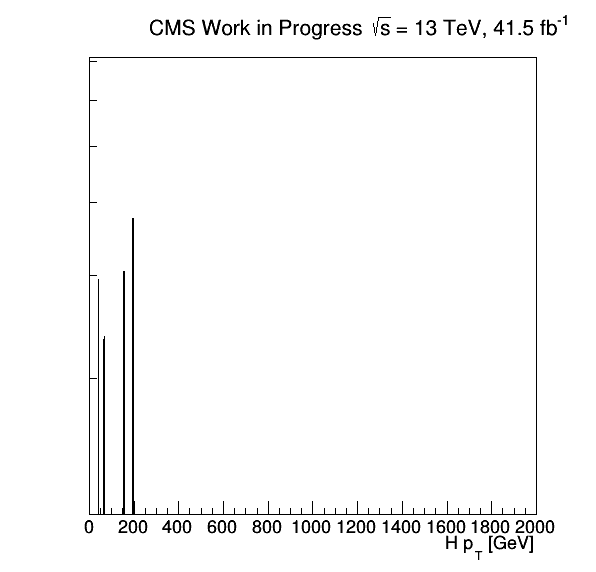 CMS Work in Progress √s = 13 TeV, 41.5 fb⁻¹
0 200 400 600 800 1000 1200 1400 1600 1800 2000
H p_T [GeV]